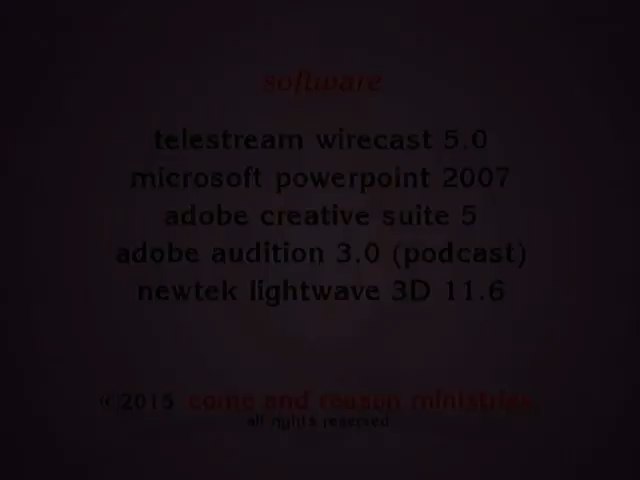 software
telestream wirecast 5.0
microsoft powerpoint 2007
adobe creative suite 5
adobe audition 3.0 (podcast)
newtek lightwave 3D 11.6
©2015 come and reason ministries
all rights reserved